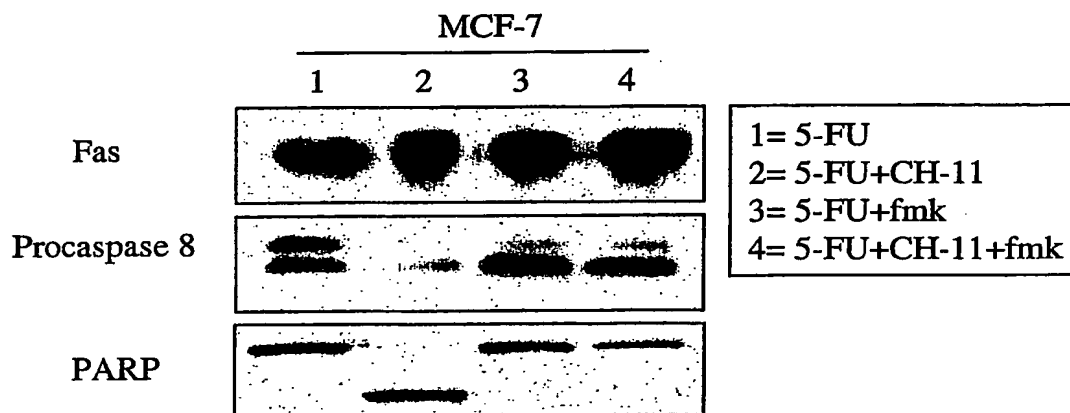 MCF-7
1 2 3 4
Fas
Procaspase 8
PARP
1= 5-FU
2= 5-FU+CH-11
3= 5-FU+fmk
4= 5-FU+CH-11+fmk